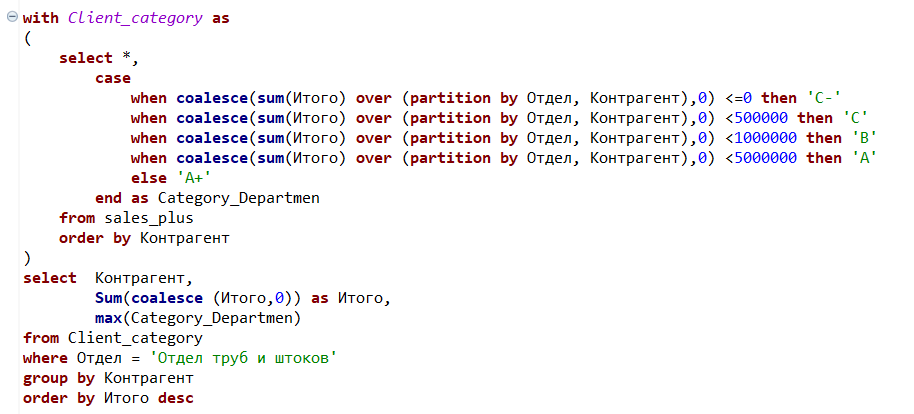 with Client_category as
(
    select *,
        case
            when coalesce(sum(Итого) over (partition by Отдел, Контрагент),0) <=0 then 'C-'
            when coalesce(sum(Итого) over (partition by Отдел, Контрагент),0) <500000 then 'C'
            when coalesce(sum(Итого) over (partition by Отдел, Контрагент),0) <1000000 then 'B'
            when coalesce(sum(Итого) over (partition by Отдел, Контрагент),0) <5000000 then 'A'
            else 'A+'
        end as Category_Departmen
    from sales_plus
    order by Контрагент
)
select  Контрагент,
        Sum(coalesce (Итого,0)) as Итого,
        max(Category_Departmen)
from Client_category
where Отдел = 'Отдел труб и штоков'
group by Контрагент
order by Итого desc